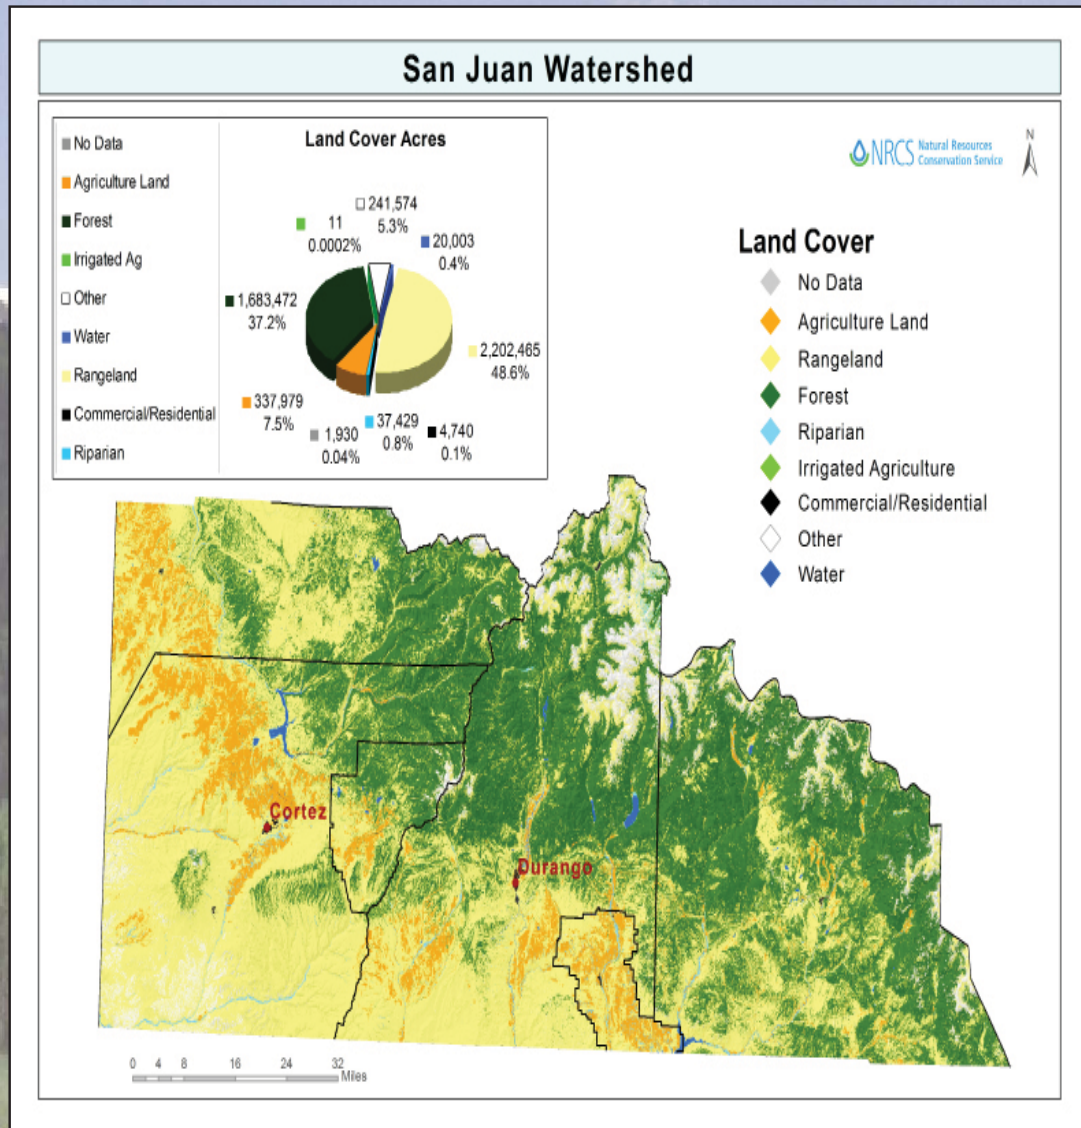 San Juan Watershed
No Data
Agriculture Land
Forest
Irrigated Ag
Other
Water
Rangeland
Commercial/Residential
Riparian
Land Cover Acres
241,574
5.3%
11
0.0002%
20,003
0.4%
1,683,472
37.2%
2,202,465
48.6%
337,979
7.5%
1,930
0.04%
37,429
0.8%
4,740
0.1%
NRCS Natural Resources
Conservation Service
N
Land Cover
No Data
Agriculture Land
Rangeland
Forest
Riparian
Irrigated Agriculture
Commercial/Residential
Other
Water
Cortez
Durango
0 4 8 16 24 32
Miles